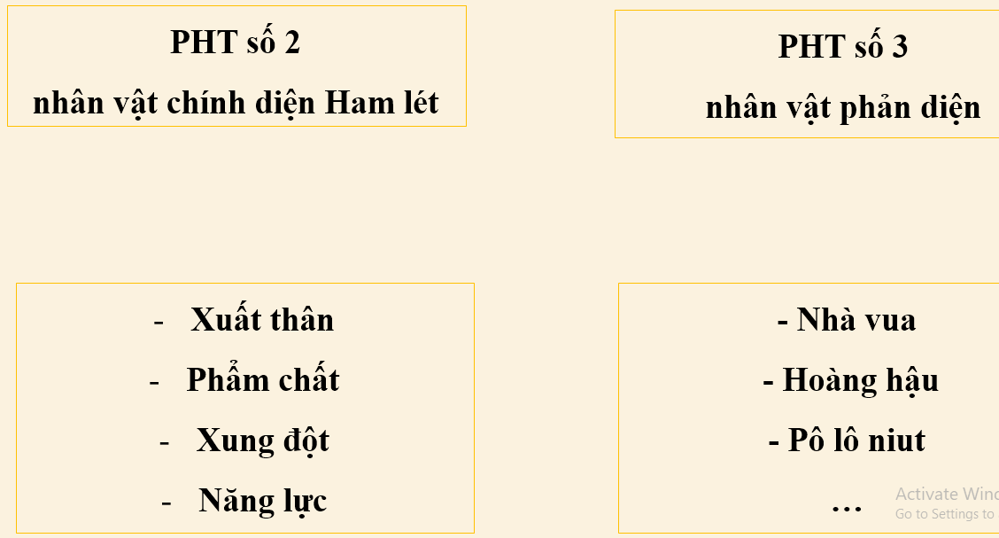 PHT số 2
nhân vật chính diện Ham lét
PHT số 3
nhân vật phản diện
- Xuất thân
- Phẩm chất
- Xung đột
- Năng lực
- Nhà vua
- Hoàng hậu
- Pô lô niut
...
Activate
Go to Settings to